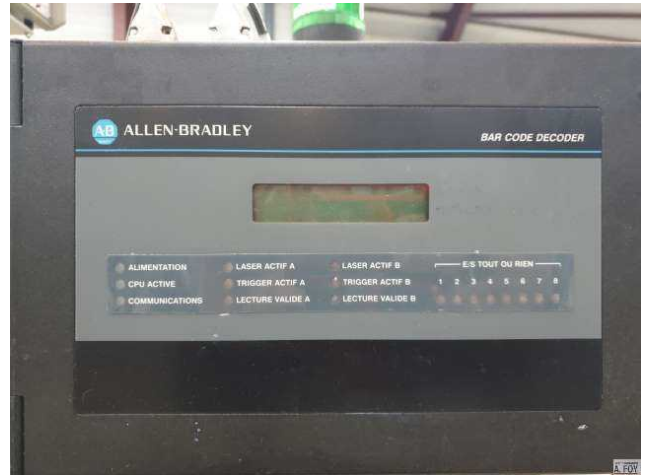 AB ALLEN-BRADLEY
BAR CODE DECODER
ALIMENTATION LASER ACTIF A LASER ACTIF B E/S TOUT OU RIEN
CPU ACTIVE TRIGGER ACTIF A TRIGGER ACTIF B 1 2 3 4 5 6 7 8
COMMUNICATIONS LECTURE VALIDE A LECTURE VALIDE B